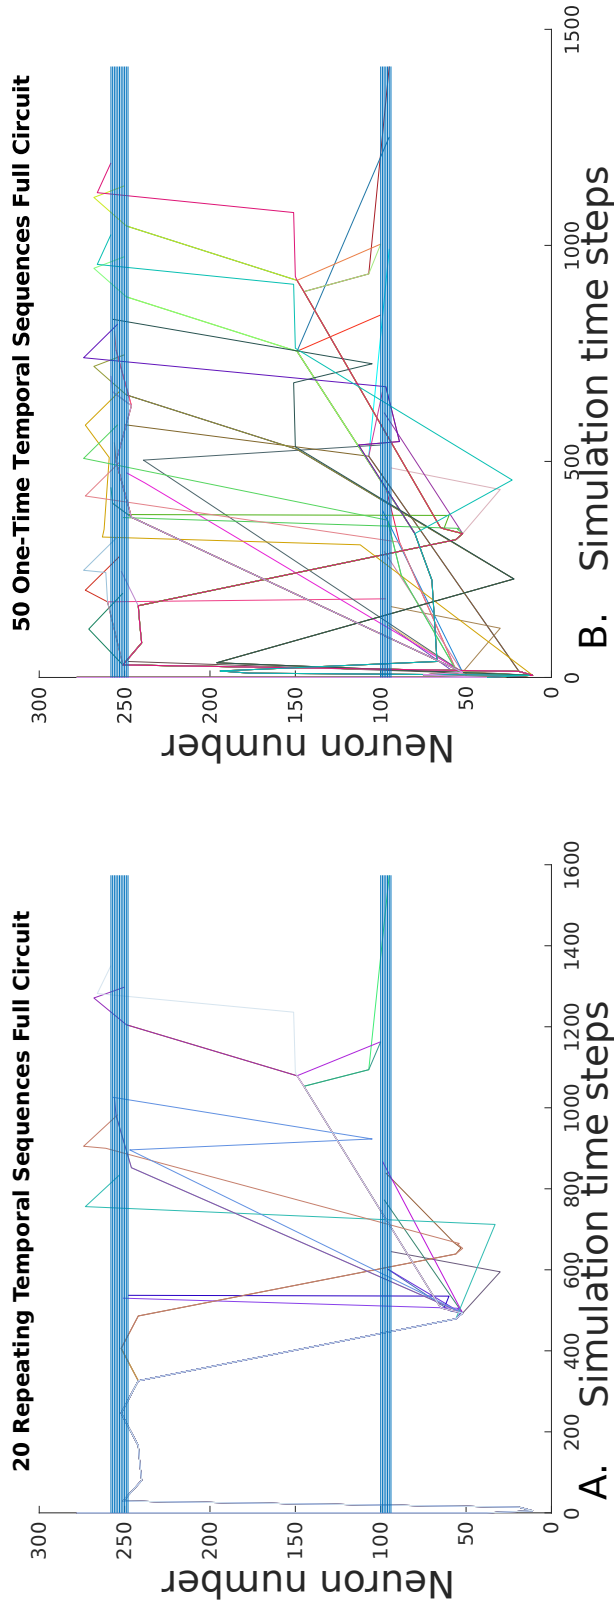 20 Repeating Temporal Sequences Full Circuit
300
250
200
150
100
50
0
Neuron number
0 200 400 600 800 1000 1200 1400 1600
A. Simulation time steps
50 One-Time Temporal Sequences Full Circuit
300
250
200
150
100
50
0
Neuron number
0 500 1000 1500
B. Simulation time steps